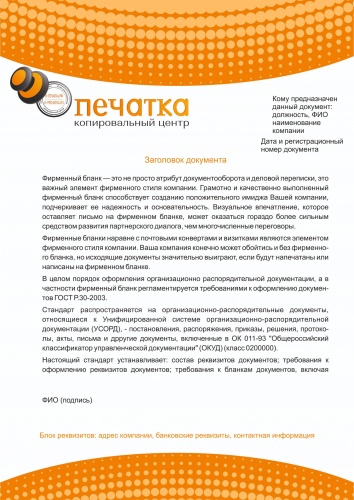 Опечатка
копировальный центр
Кому предназначен
данный документ:
должность, ФИО
наименование
компании
Дата и регистрационный
номер документа
Заголовок документа
Фирменный бланк — это не просто атрибут документооборота и деловой переписки, это
важный элемент фирменного стиля компании. Грамотно и качественно выполненный
фирменный бланк способствует созданию положительного имиджа Вашей компании,
подчеркивает ее надежность и основательность. Визуальное впечатление, которое
оставляет письмо на фирменном бланке, может оказаться гораздо более сильным
средством развития партнерского диалога, чем многочисленные переговоры.
Фирменные бланки наравне с почтовыми конвертами и визитками являются элементом
фирменного стиля компании. Ваша компания конечно может обойтись и без фирменно-
го бланка, но исходящие документы значительно выиграют, если будут напечатаны или
написаны на фирменном бланке.
В целом порядок оформления организационно распорядительной документации, а в
частности фирменный бланк регламентируется требованиями к оформлению докумен-
тов ГОСТ Р.30-2003.
Стандарт распространяется на организационно-распорядительные документы,
относящиеся к Унифицированной системе организационно-распорядительной
документации (УСОРД), - постановления, распоряжения, приказы, решения, протоко-
лы, акты, письма и другие документы, включенные в ОК 011-93 "Общероссийский
классификатор управленческой документации" (ОКУД) (класс 0200000).
Настоящий стандарт устанавливает: состав реквизитов документов; требования к
оформлению реквизитов документов; требования к бланкам документов, включая
ФИО (подпись)
Блок реквизитов: адрес компании, банковские реквизиты, контактная информация